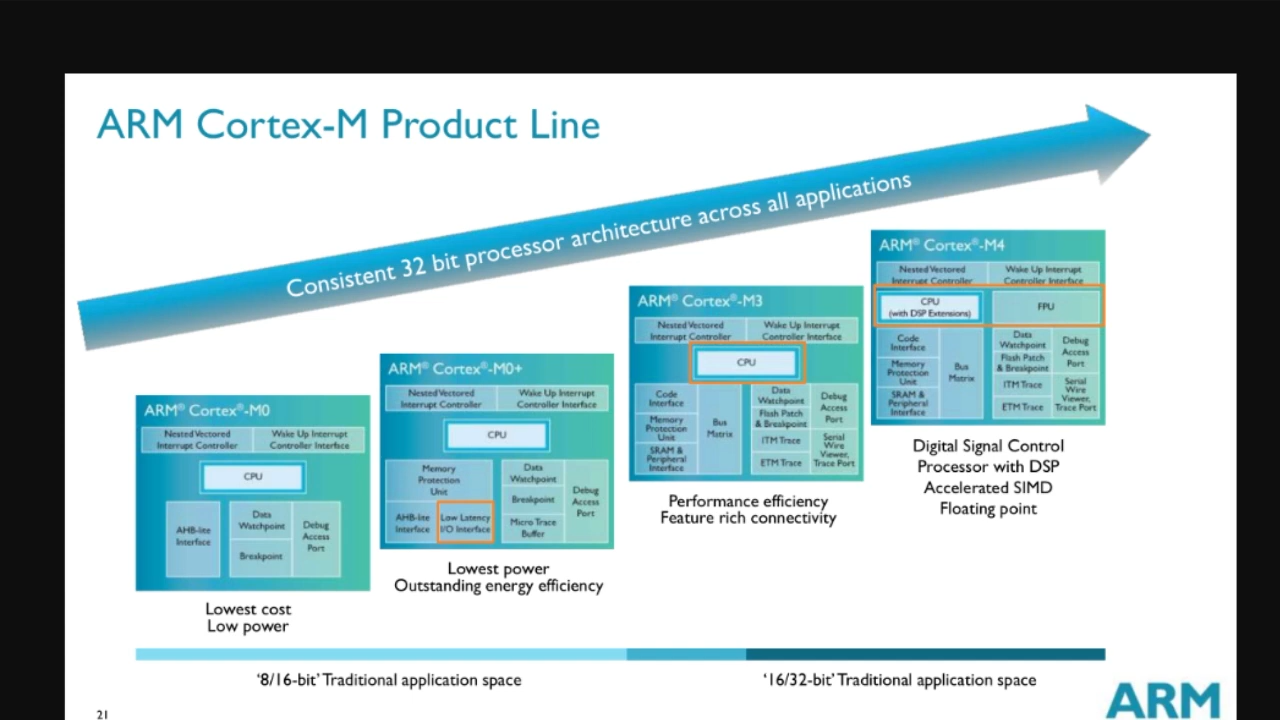 ARM Cortex-M Product Line
Consistent 32 bit processor architecture across all applications
ARM® Cortex®-M0
Nested Vectored
Interrupt Controller
Wake Up Interrupt
Controller Interface
CPU
AHB-lite
Interface
Data
Watchpoint
Breakpoint
Debug
Access
Port
Lowest cost
Low power
ARM® Cortex®-M0+
Nested Vectored
Interrupt Controller
Wake Up Interrupt
Controller Interface
CPU
Memory
Protection
Unit
AHB-lite
Interface
Low Latency
I/O Interface
Data
Watchpoint
Breakpoint
Micro Trace
Buffer
Debug
Access
Port
Lowest power
Outstanding energy efficiency
ARM® Cortex®-M3
Nested Vectored
Interrupt Controller
Wake Up Interrupt
Controller Interface
CPU
Code
Interface
Memory
Protection
Unit
SRAM &
Peripheral
Interface
Bus
Matrix
Data
Watchpoint
Flash Patch
& Breakpoint
ITM Trace
ETM Trace
Debug
Access
Port
Serial
Wire
Viewer,
Trace Port
Performance efficiency
Feature rich connectivity
ARM® Cortex®-M4
Nested Vectored
Interrupt Controller
Wake Up Interrupt
Controller Interface
CPU
(with DSP Extensions)
FPU
Code
Interface
Memory
Protection
Unit
SRAM &
Peripheral
Interface
Bus
Matrix
Data
Watchpoint
Flash Patch
& Breakpoint
ITM Trace
ETM Trace
Debug
Access
Port
Serial
Wire
Viewer,
Trace Port
Digital Signal Control
Processor with DSP
Accelerated SIMD
Floating point
‘8/16-bit’ Traditional application space
‘16/32-bit’ Traditional application space
21
ARM